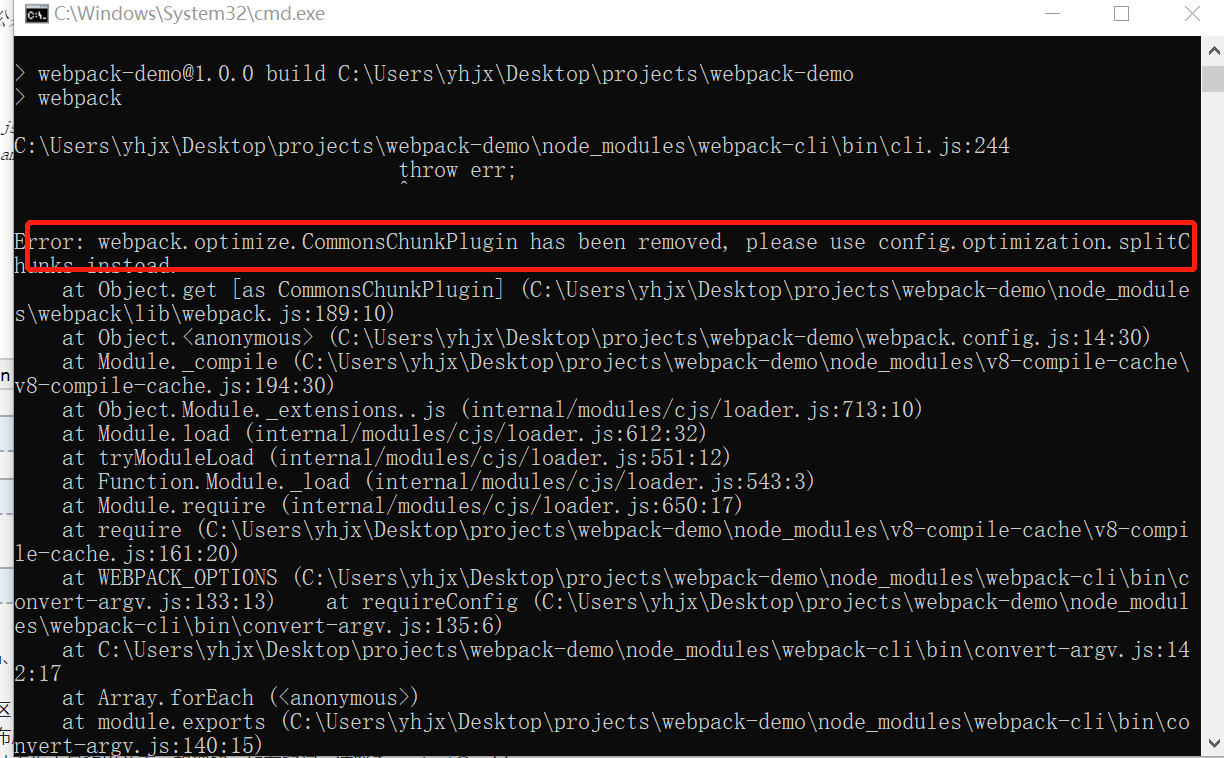 C:\Windows\System32\cmd.exe
> webpack-demo@1.0.0 build C:\Users\yhjx\Desktop\projects\webpack-demo
> webpack
C:\Users\yhjx\Desktop\projects\webpack-demo\node_modules\webpack-cli\bin\cli.js:244
throw err;
^
Error: webpack.optimize.CommonsChunkPlugin has been removed, please use config.optimization.splitC
hunks instead.
at Object.get [as CommonsChunkPlugin] (C:\Users\yhjx\Desktop\projects\webpack-demo\node_module
s\webpack\lib\webpack.js:189:10)
at Object.<anonymous> (C:\Users\yhjx\Desktop\projects\webpack-demo\webpack.config.js:14:30)
at Module._compile (C:\Users\yhjx\Desktop\projects\webpack-demo\node_modules\v8-compile-cache\
v8-compile-cache.js:194:30)
at Object.Module._extensions..js (internal/modules/cjs/loader.js:713:10)
at Module.load (internal/modules/cjs/loader.js:612:32)
at tryModuleLoad (internal/modules/cjs/loader.js:551:12)
at Function.Module._load (internal/modules/cjs/loader.js:543:3)
at Module.require (internal/modules/cjs/loader.js:650:17)
at require (C:\Users\yhjx\Desktop\projects\webpack-demo\node_modules\v8-compile-cache\v8-compi
le-cache.js:161:20)
at WEBPACK_OPTIONS (C:\Users\yhjx\Desktop\projects\webpack-demo\node_modules\webpack-cli\bin\c
onvert-argv.js:133:13)    at requireConfig (C:\Users\yhjx\Desktop\projects\webpack-demo\node_modul
es\webpack-cli\bin\convert-argv.js:135:6)
at C:\Users\yhjx\Desktop\projects\webpack-demo\node_modules\webpack-cli\bin\convert-argv.js:14
2:17
at Array.forEach (<anonymous>)
at module.exports (C:\Users\yhjx\Desktop\projects\webpack-demo\node_modules\webpack-cli\bin\co
nvert-argv.js:140:15)